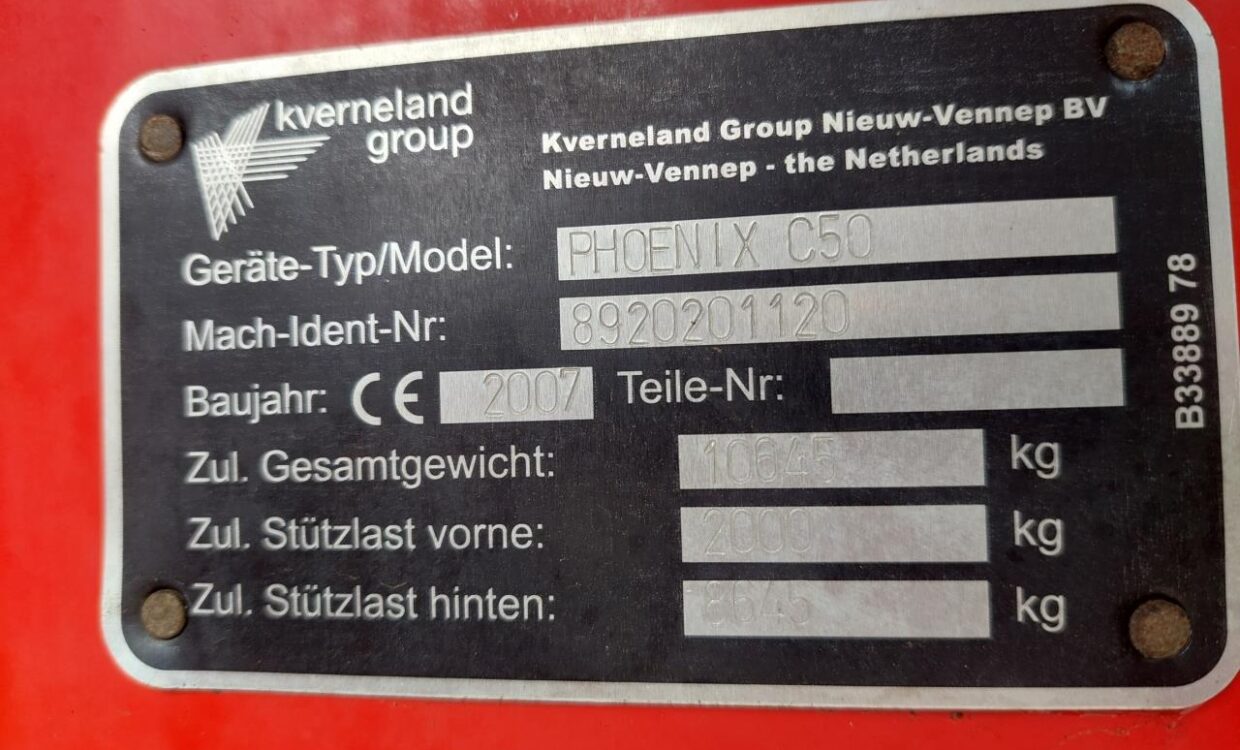 kverneland
group
Kverneland Group Nieuw-Vennep BV
Nieuw-Vennep - the Netherlands
Geräte-Typ/Model: PHOENIX C50
Mach-Ident-Nr: 8920201120
Baujahr: CE 2007 Teile-Nr:
Zul. Gesamtgewicht: 10645 kg
Zul. Stützlast vorne: 2000 kg
Zul. Stützlast hinten: 8645 kg
B33889 78